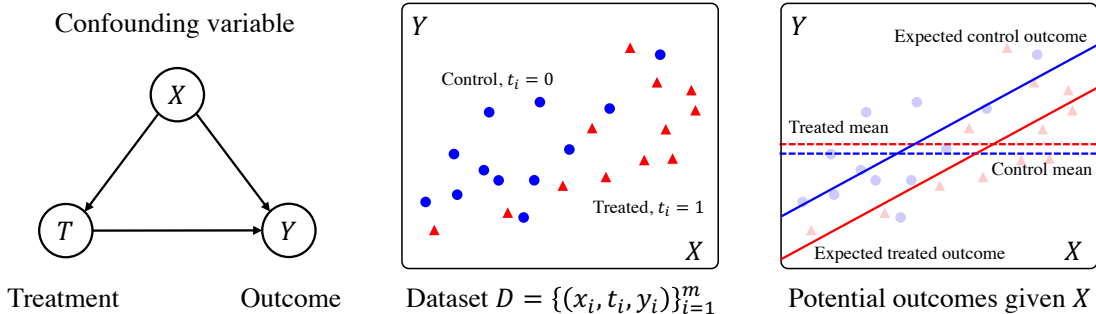 Confounding variable
X
T
Y
Treatment
Outcome
Y
Control, t_i = 0
Treated, t_i = 1
X
Dataset D = {(x_i, t_i, y_i)}_{i=1}^m
Y
Expected control outcome
Treated mean
Control mean
Expected treated outcome
X
Potential outcomes given X